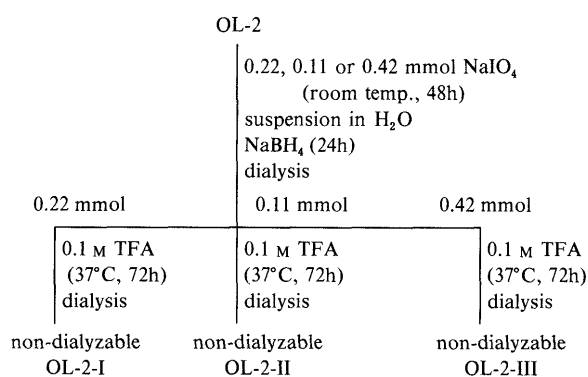 OL-2
0.22, 0.11 or 0.42 mmol NaIO₄
(room temp., 48h)
suspension in H₂O
NaBH₄ (24h)
dialysis
0.22 mmol 0.11 mmol 0.42 mmol
0.1 M TFA 0.1 M TFA 0.1 M TFA
(37°C, 72h) (37°C, 72h) (37°C, 72h)
dialysis dialysis dialysis
non-dialyzable non-dialyzable non-dialyzable
OL-2-I OL-2-II OL-2-III